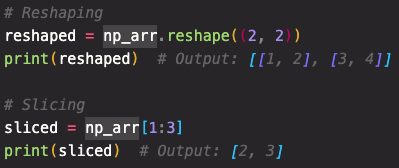 # Reshaping
reshaped = np_arr.reshape((2, 2))
print(reshaped)  # Output: [[1, 2], [3, 4]]

# Slicing
sliced = np_arr[1:3]
print(sliced)  # Output: [2, 3]